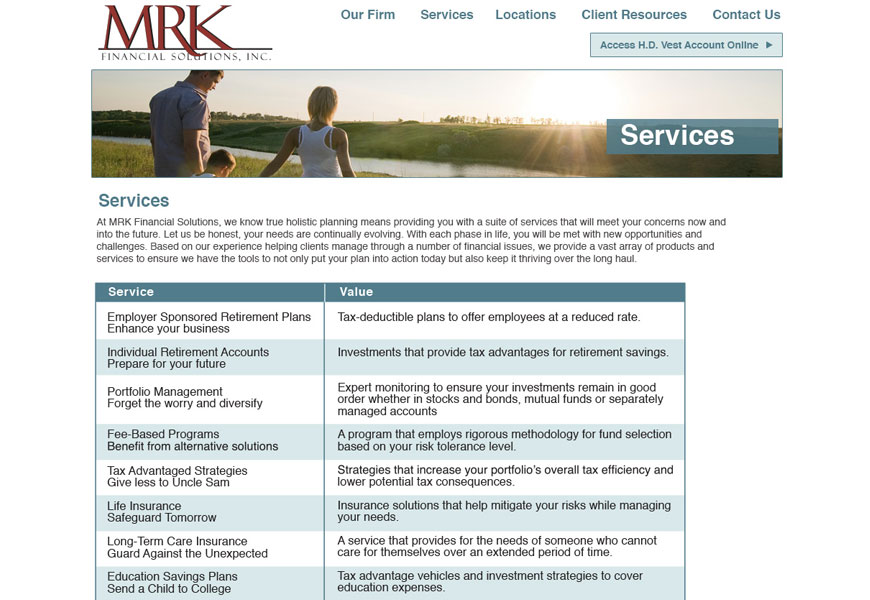 MRK
FINANCIAL SOLUTIONS, INC.
Our Firm Services Locations Client Resources Contact Us
Access H.D. Vest Account Online
Services
Services
At MRK Financial Solutions, we know true holistic planning means providing you with a suite of services that will meet your concerns now and
into the future. Let us be honest, your needs are continually evolving. With each phase in life, you will be met with new opportunities and
challenges. Based on our experience helping clients manage through a number of financial issues, we provide a vast array of products and
services to ensure we have the tools to not only put your plan into action today but also keep it thriving over the long haul.
Service Value
Employer Sponsored Retirement Plans
Enhance your business
Tax-deductible plans to offer employees at a reduced rate.
Individual Retirement Accounts
Prepare for your future
Investments that provide tax advantages for retirement savings.
Portfolio Management
Forget the worry and diversify
Expert monitoring to ensure your investments remain in good
order whether in stocks and bonds, mutual funds or separately
managed accounts
Fee-Based Programs
Benefit from alternative solutions
A program that employs rigorous methodology for fund selection
based on your risk tolerance level.
Tax Advantaged Strategies
Give less to Uncle Sam
Strategies that increase your portfolio's overall tax efficiency and
lower potential tax consequences.
Life Insurance
Safeguard Tomorrow
Insurance solutions that help mitigate your risks while managing
your needs.
Long-Term Care Insurance
Guard Against the Unexpected
A service that provides for the needs of someone who cannot
care for themselves over an extended period of time.
Education Savings Plans
Send a Child to College
Tax advantage vehicles and investment strategies to cover
education expenses.